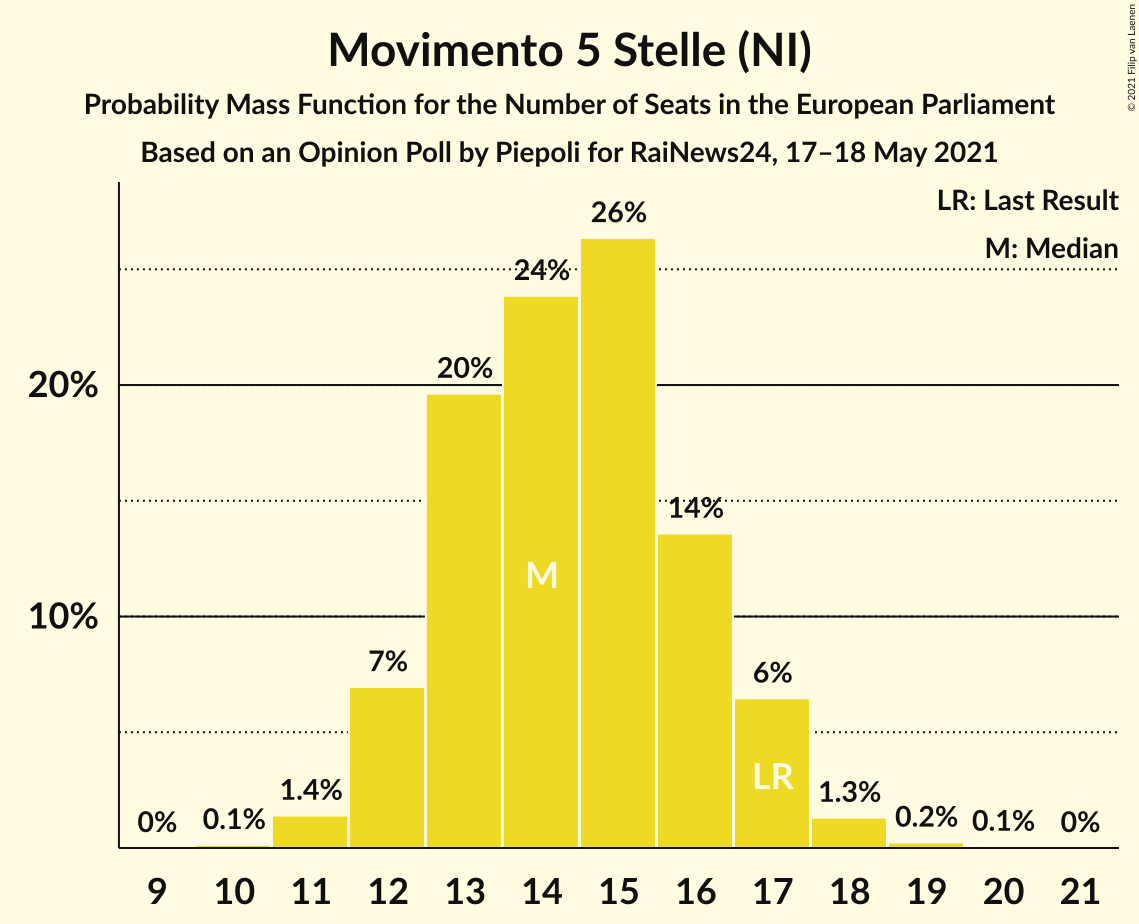 Movimento 5 Stelle (NI)
Probability Mass Function for the Number of Seats in the European Parliament
Based on an Opinion Poll by Piepoli for RaiNews24, 17–18 May 2021
© 2021 Filip van Laenen
LR: Last Result
M: Median
20%
10%
0%
0.1%
1.4%
7%
20%
24%
26%
14%
6%
1.3%
0.2%
0.1%
0%
M
LR
9 10 11 12 13 14 15 16 17 18 19 20 21